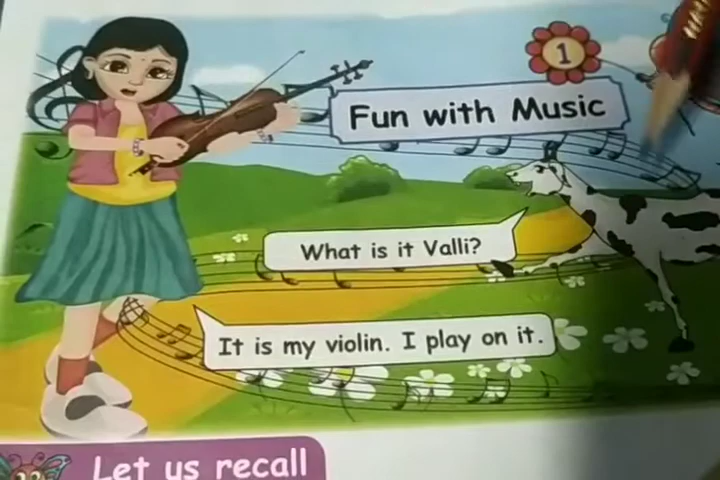 1
Fun with Music
What is it Valli?
It is my violin. I play on it.
Let us recall